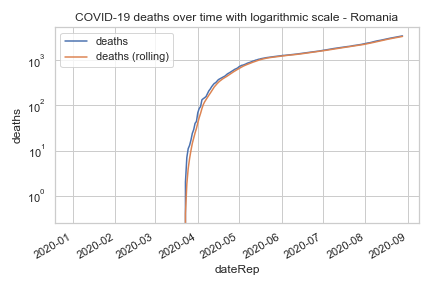 COVID-19 deaths over time with logarithmic scale - Romania
deaths
deaths (rolling)
10³
10²
10¹
10⁰
deaths
2020-01
2020-02
2020-03
2020-04
2020-05
2020-06
2020-07
2020-08
2020-09
dateRep